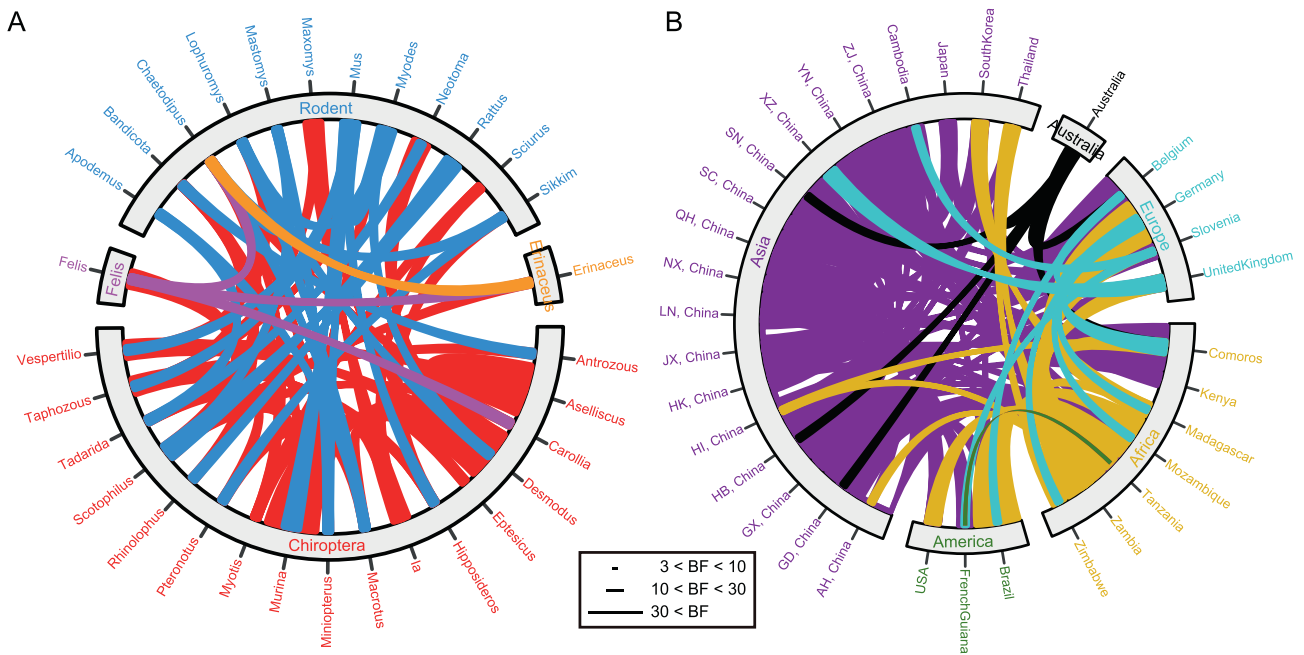 A
Rodent
Apodemus
Bandicota
Chaetodipus
Lophuromys
Mastomys
Maxomys
Mus
Myodes
Neotoma
Rattus
Sciurus
Sikkim
Felis
Felis
Erinaceus
Erinaceus
Vespertilio
Taphozous
Tadarida
Scotophilus
Rhinolophus
Pteronotus
Myotis
Murina
Miniopterus
Macrotus
Ia
Hipposideros
Eptesicus
Desmodus
Carollia
Aselliscus
Antrozous
Chiroptera
3 < BF < 10
10 < BF < 30
30 < BF
B
Asia
AH, China
GD, China
GX, China
HB, China
HI, China
HK, China
JX, China
LN, China
NX, China
QH, China
SC, China
SN, China
XZ, China
YN, China
ZJ, China
Cambodia
Japan
SouthKorea
Thailand
Australia
Australia
Europe
Belgium
Germany
Slovenia
UnitedKingdom
Africa
Comoros
Kenya
Madagascar
Mozambique
Tanzania
Zambia
Zimbabwe
America
USA
FrenchGuiana
Brazil